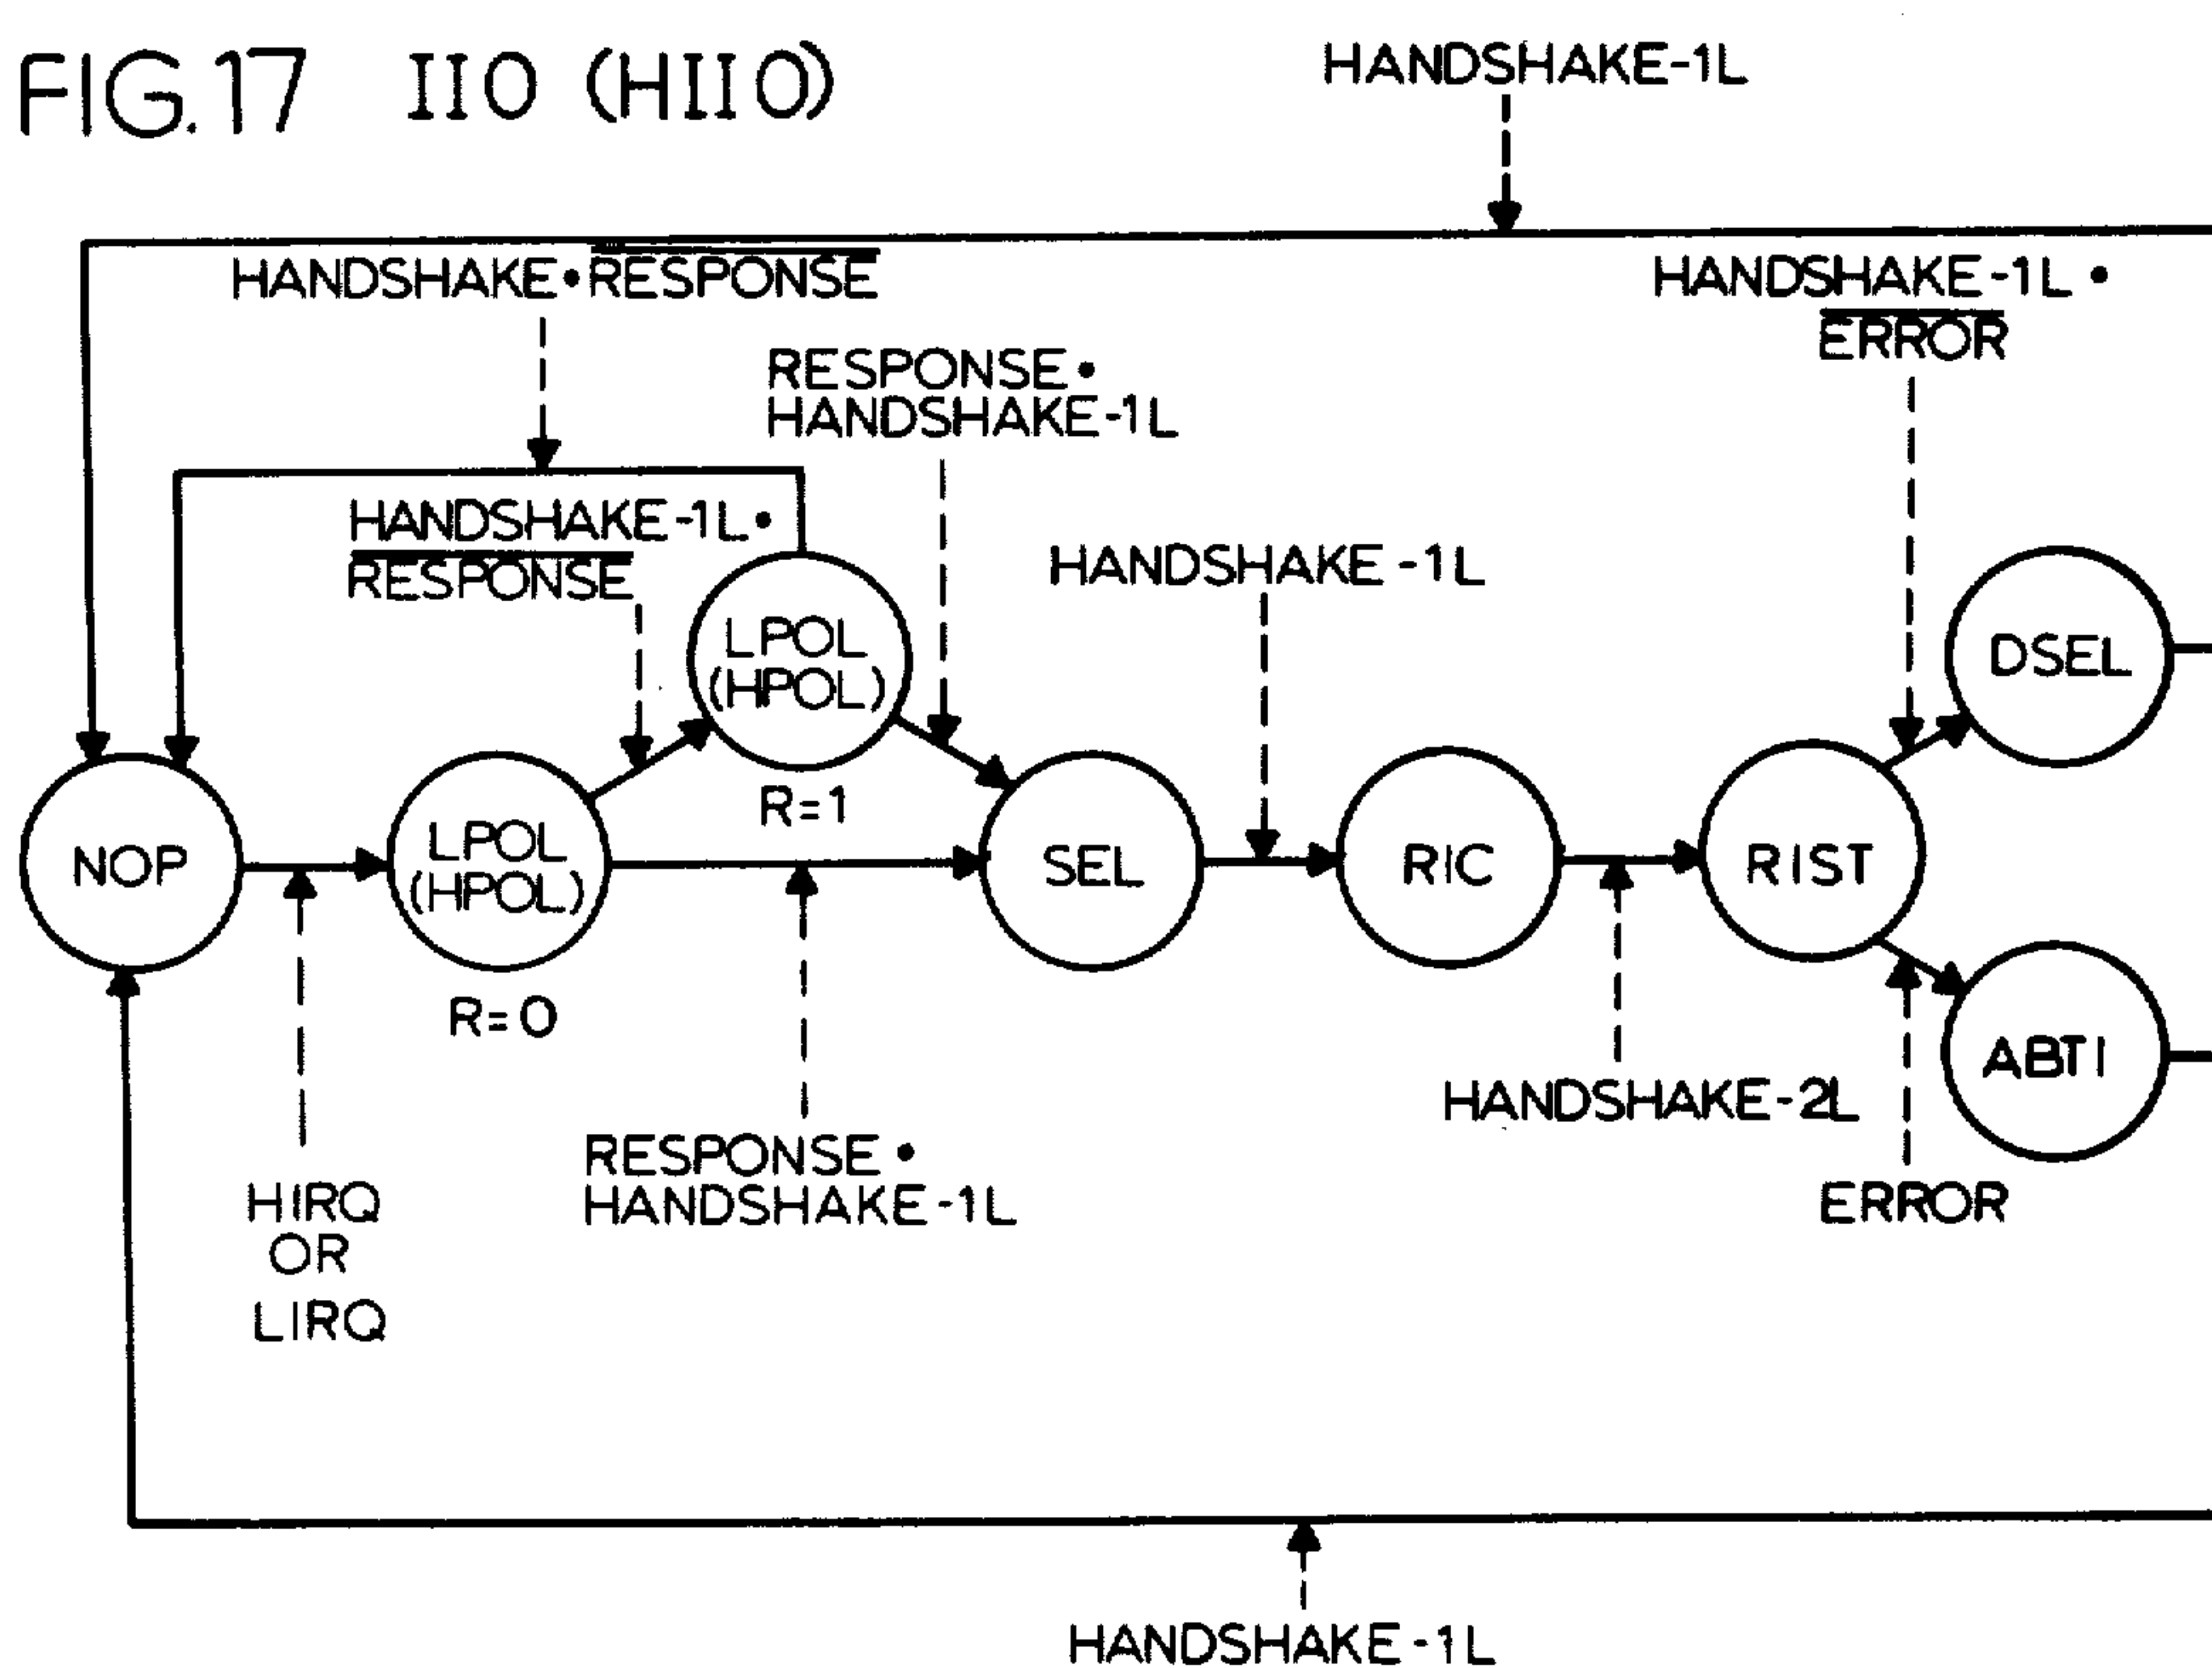 FIG. 17 IIO (HIIO)
HANDSHAKE-1L
HANDSHAKE•RESPONSE
HANDSHAKE-1L•
ERROR
RESPONSE•
HANDSHAKE-1L
HANDSHAKE-1L•
RESPONSE
HANDSHAKE-1L
LPOL
(HPOL)
R=1
DSEL
NOP
LPOL
(HPOL)
R=0
SEL
RIC
RIST
ABTI
HANDSHAKE-2L
RESPONSE•
HANDSHAKE-1L
HIRQ
OR
LIRQ
ERROR
HANDSHAKE-1L